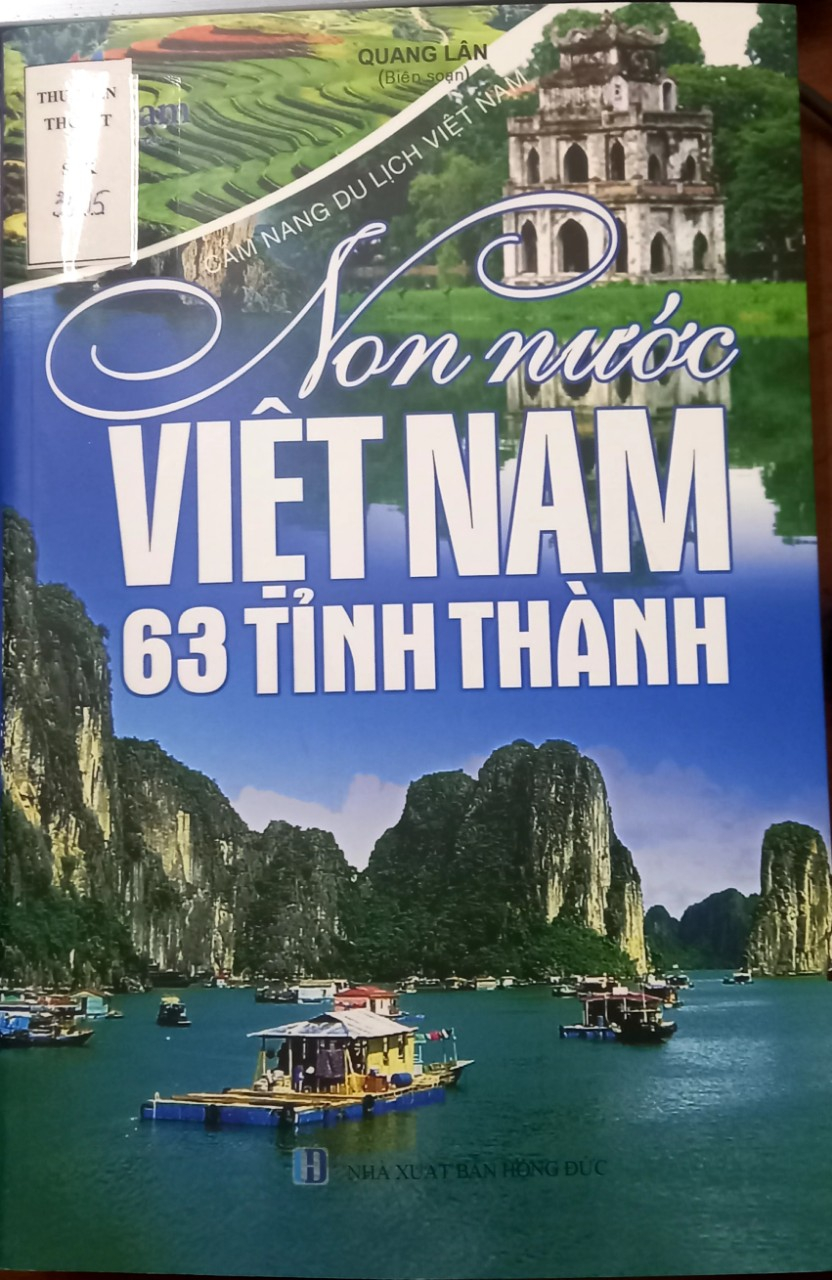 QUANG LÂN
(Biên soạn)
CẨM NANG DU LỊCH VIỆT NAM
Non nước
VIỆT NAM
63 TỈNH THÀNH
NHÀ XUẤT BẢN HỒNG ĐỨC